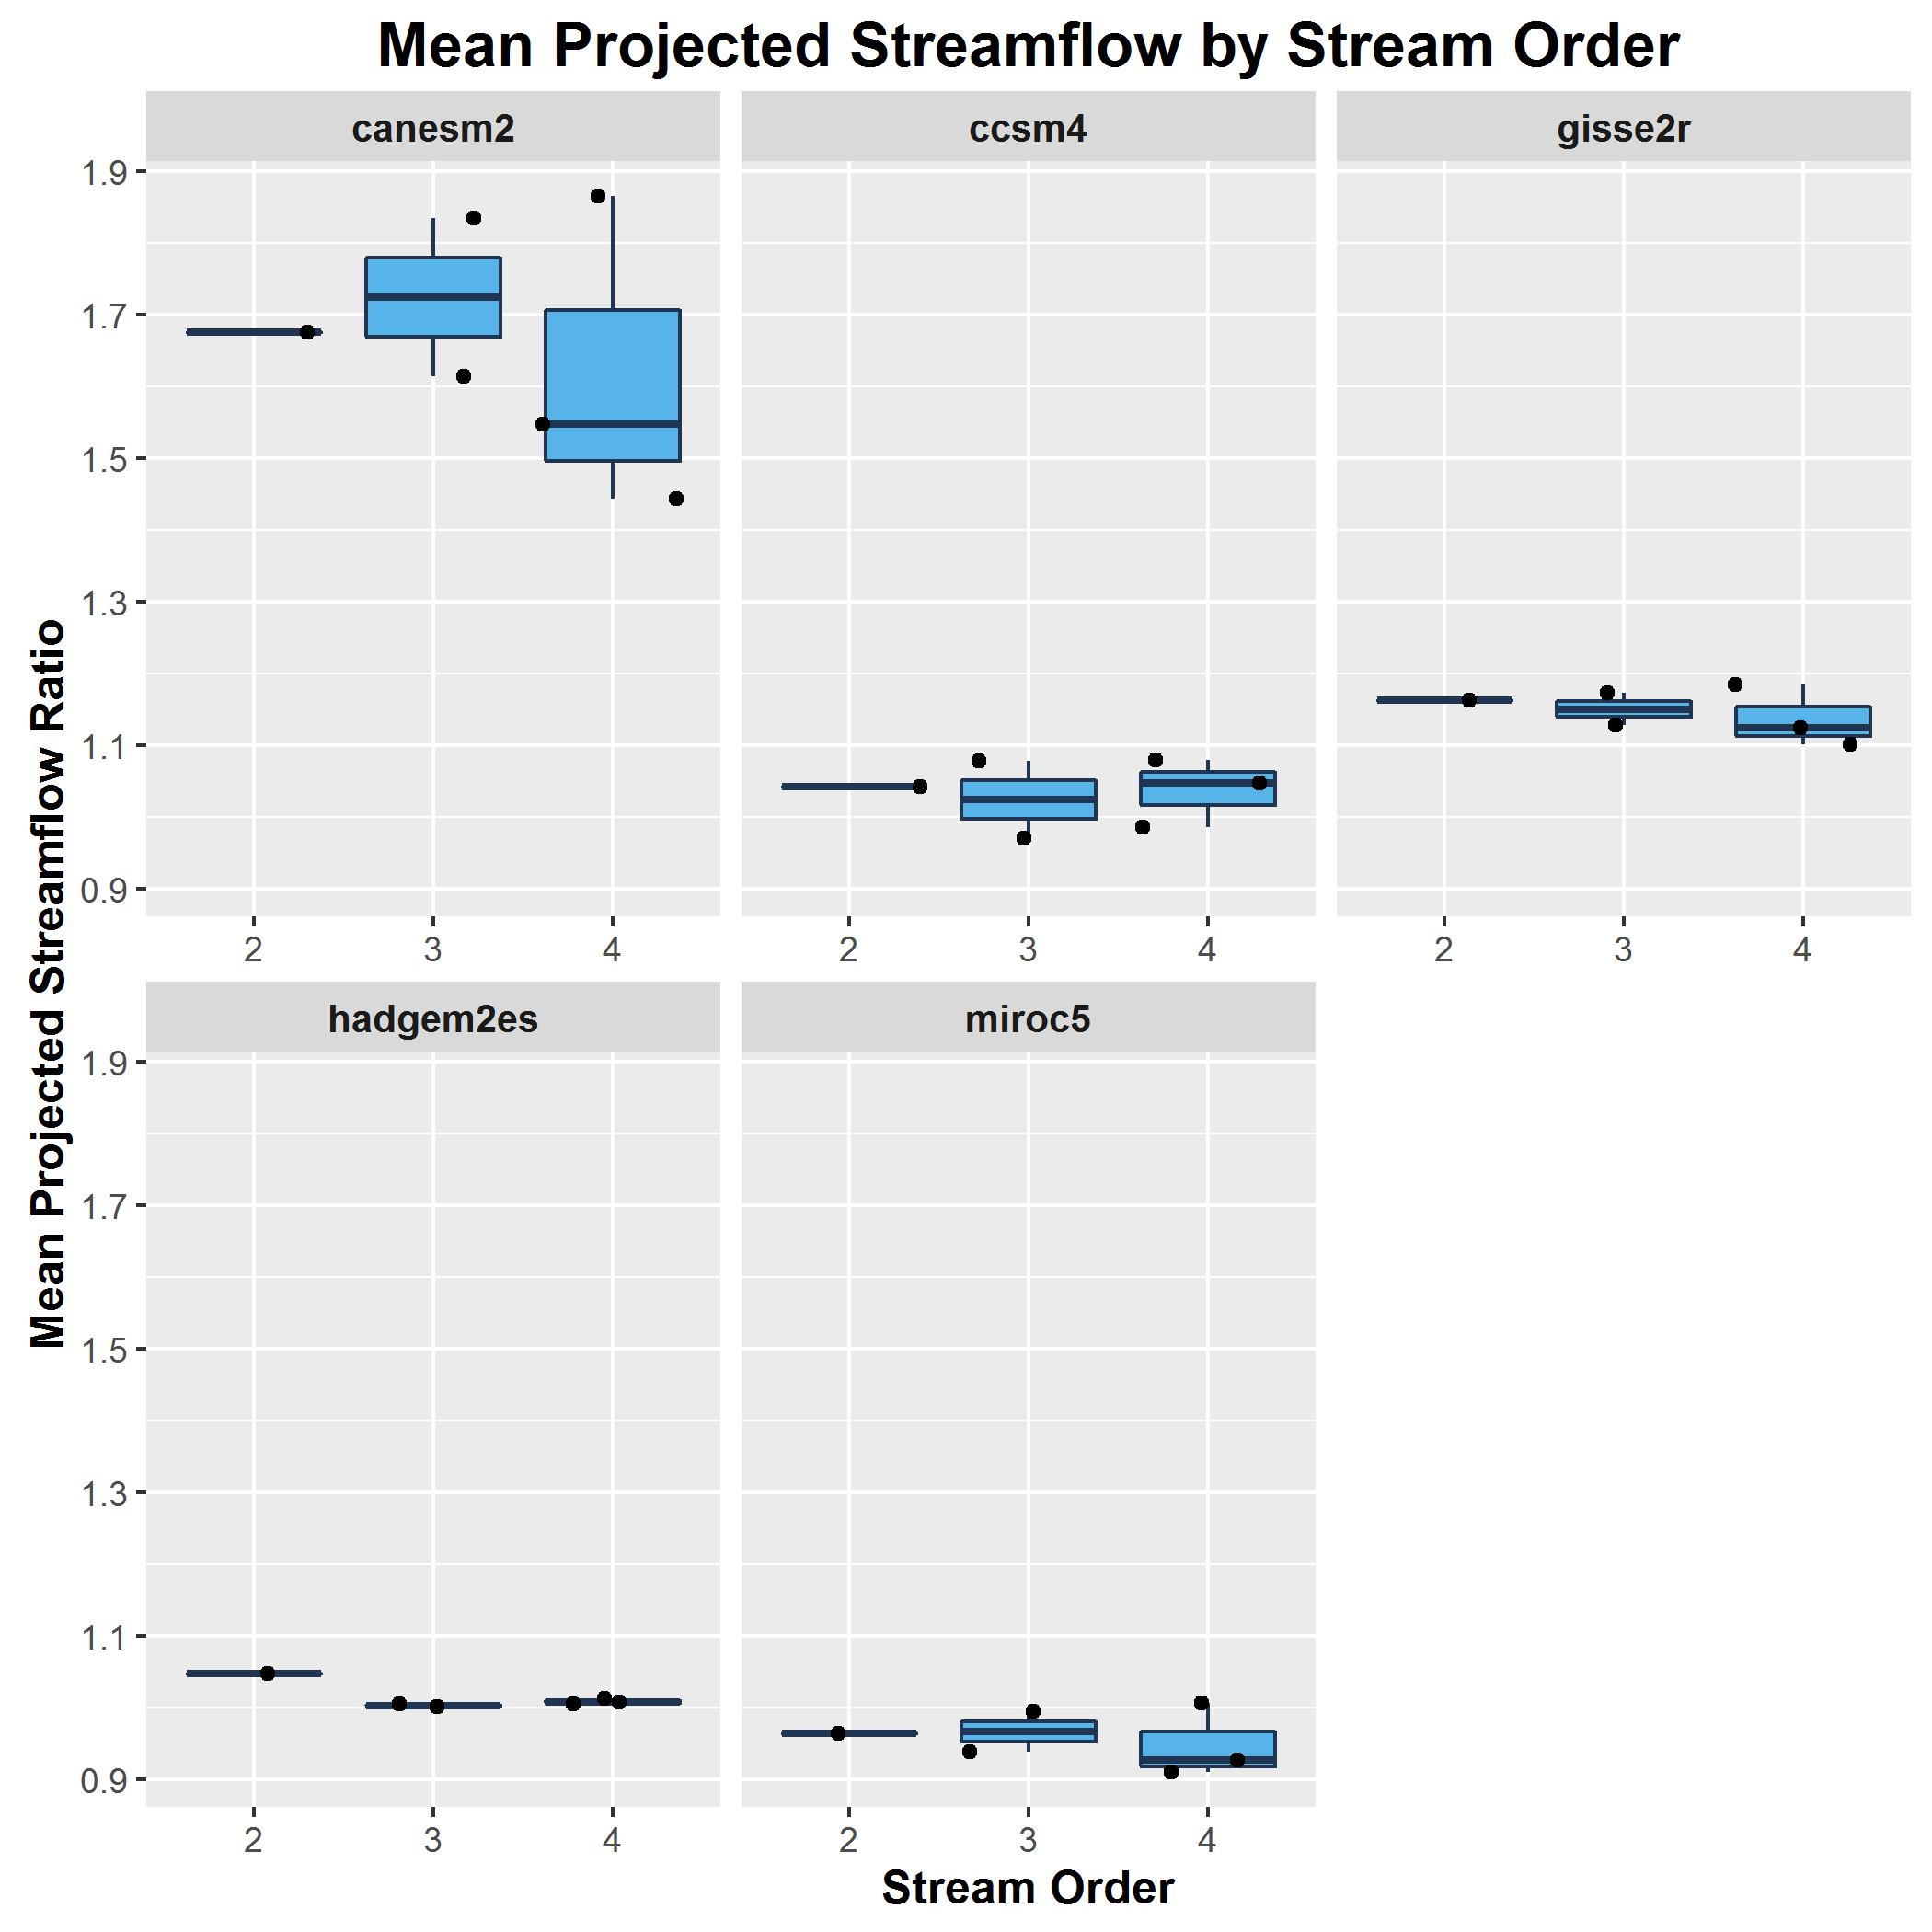 Mean Projected Streamflow by Stream Order
canesm2
ccsm4
gisse2r
1.9
1.7
1.5
1.3
1.1
0.9
2 3 4
2 3 4
2 3 4
Mean Projected Streamflow Ratio
hadgem2es
miroc5
1.9
1.7
1.5
1.3
1.1
0.9
2 3 4
2 3 4
Stream Order